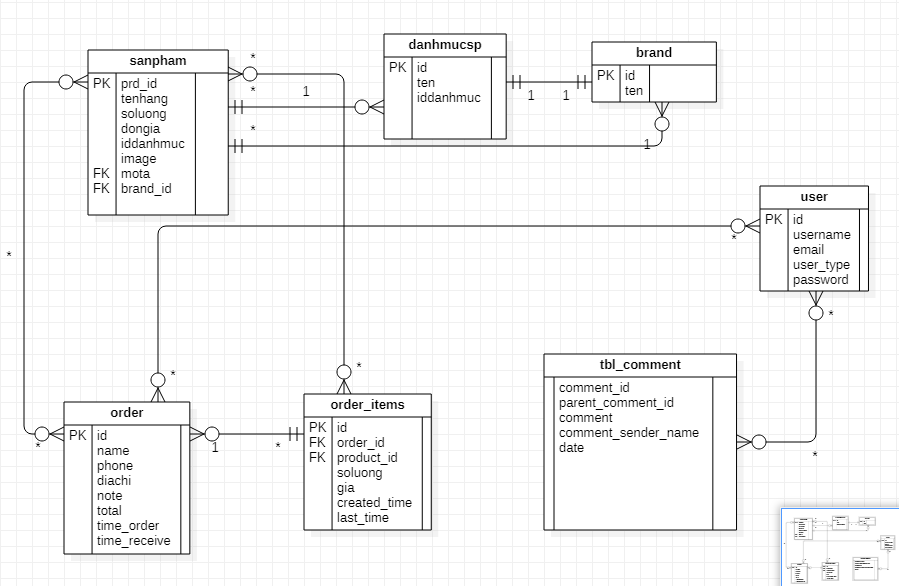 sanpham
PK prd_id
tenhang
soluong
dongia
iddanhmuc
image
FK mota
FK brand_id
danhmucsp
PK id
ten
iddanhmuc
brand
PK id
ten
user
PK id
username
email
user_type
password
order
PK id
name
phone
diachi
note
total
time_order
time_receive
order_items
PK id
FK order_id
FK product_id
soluong
gia
created_time
last_time
tbl_comment
comment_id
parent_comment_id
comment
comment_sender_name
date
*
*
1
*
1
1
1
*
*
*
*
*
*
*
1
*